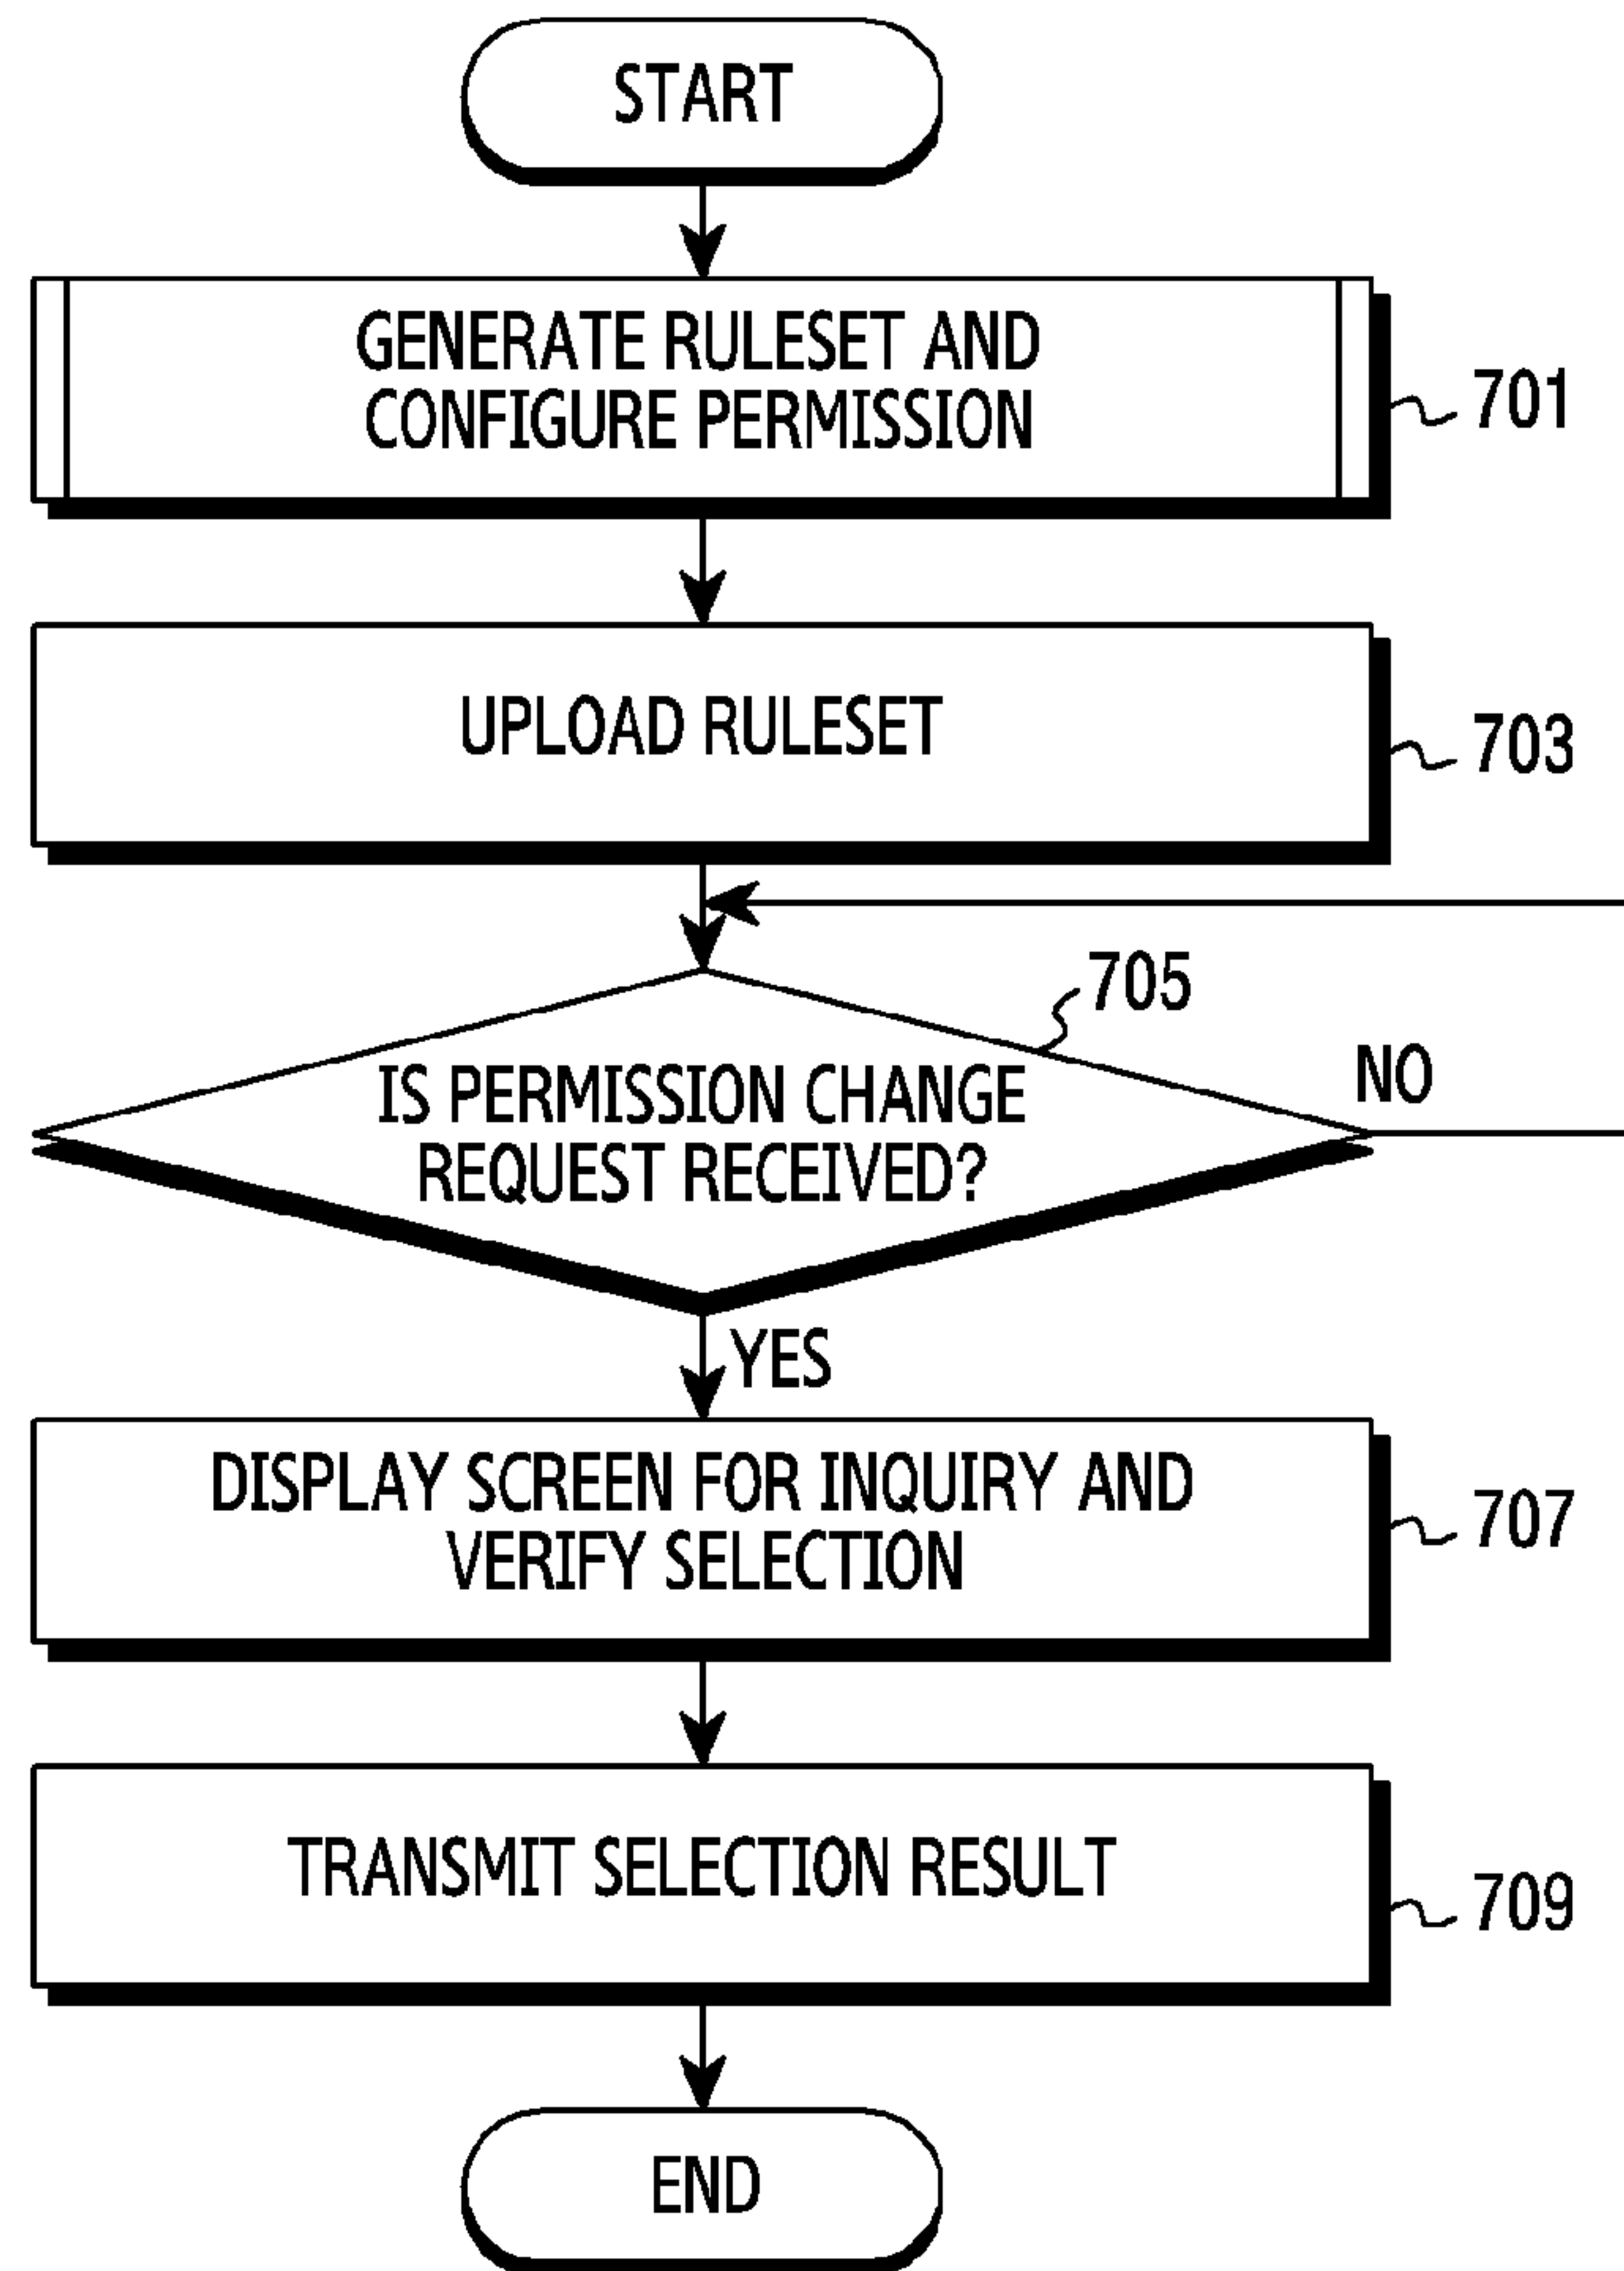 START
GENERATE RULESET AND
CONFIGURE PERMISSION
701
UPLOAD RULESET
703
705
IS PERMISSION CHANGE
REQUEST RECEIVED?
NO
YES
DISPLAY SCREEN FOR INQUIRY AND
VERIFY SELECTION
707
TRANSMIT SELECTION RESULT
709
END